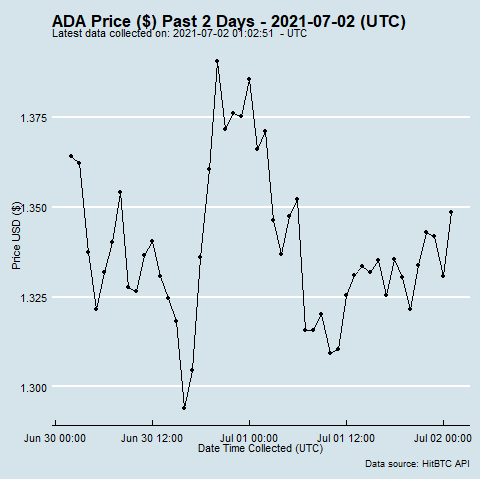 ADA Price ($) Past 2 Days - 2021-07-02 (UTC)
Latest data collected on: 2021-07-02 01:02:51 - UTC
1.375
1.350
1.325
1.300
Price USD ($)
Jun 30 00:00 Jun 30 12:00 Jul 01 00:00 Jul 01 12:00 Jul 02 00:00
Date Time Collected (UTC)
Data source: HitBTC API